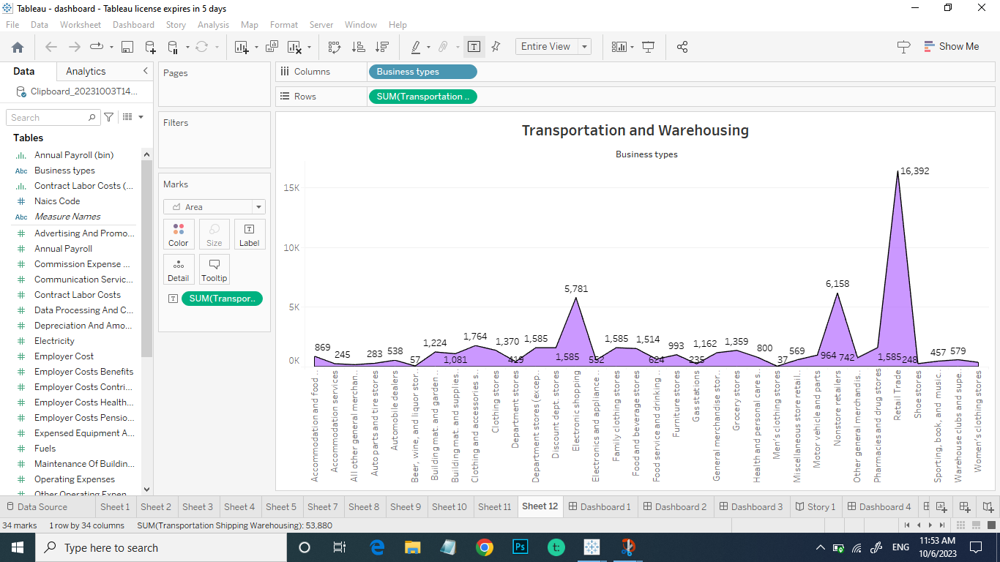 Tableau - dashboard - Tableau license expires in 5 days
File Data Worksheet Dashboard Story Analysis Map Format Server Window Help
Entire View
Show Me
Data Analytics
Clipboard_20231003T14...
Search
Tables
Annual Payroll (bin)
Abc Business types
Contract Labor Costs (...
Naics Code
Abc Measure Names
Advertising And Promo...
Annual Payroll
Commission Expense ...
Communication Servic...
Contract Labor Costs
Data Processing And C...
Depreciation And Amo...
Electricity
Employer Cost
Employer Costs Benefits
Employer Costs Contri...
Employer Costs Health...
Employer Costs Pensio...
Expensed Equipment A...
Fuels
Maintenance Of Buildin...
Operating Expenses
Other Operating Expen
Pages
Filters
Marks
Area
Color Size Label
Detail Tooltip
SUM(Transpor..
Columns Business types
Rows SUM(Transportation ..
Transportation and Warehousing
Business types
15K
10K
5K
0K
869
245
283
538
57
1,224
1,081
1,764
1,370
419
1,585
1,585
5,781
552
1,585
1,514
624
993
235
1,162
1,359
800
37
569
964
6,158
742
1,585
16,392
248
457
579
Accommodation and food ..
Accommodation services
All other general merchan..
Auto parts and tire stores
Automobile dealers
Beer, wine, and liquor stor..
Building mat. and garden ..
Building mat. and supplies..
Clothing and accessories s..
Clothing stores
Department stores
Department stores (excep..
Discount dept. stores
Electronic shopping
Electronics and appliance ..
Family clothing stores
Food and beverage stores
Food service and drinking ..
Furniture stores
Gas stations
General merchandise stor..
Grocery stores
Health and personal care s..
Men's clothing stores
Miscellaneous store retail..
Motor vehicle and parts
Nonstore retailers
Other general merchandis..
Pharmacies and drug stores
Retail Trade
Shoe stores
Sporting, book, and music..
Warehouse clubs and supe..
Women's clothing stores
Data Source Sheet 1 Sheet 2 Sheet 3 Sheet 4 Sheet 5 Sheet 7 Sheet 8 Sheet 9 Sheet 10 Sheet 11 Sheet 12 Dashboard 1 Dashboard 2 Dashboard 3 Story 1 Dashboard 4
34 marks 1 row by 34 columns SUM(Transportation Shipping Warehousing): 53,880
Type here to search
Ps
t:
ENG
11:53 AM
10/6/2023